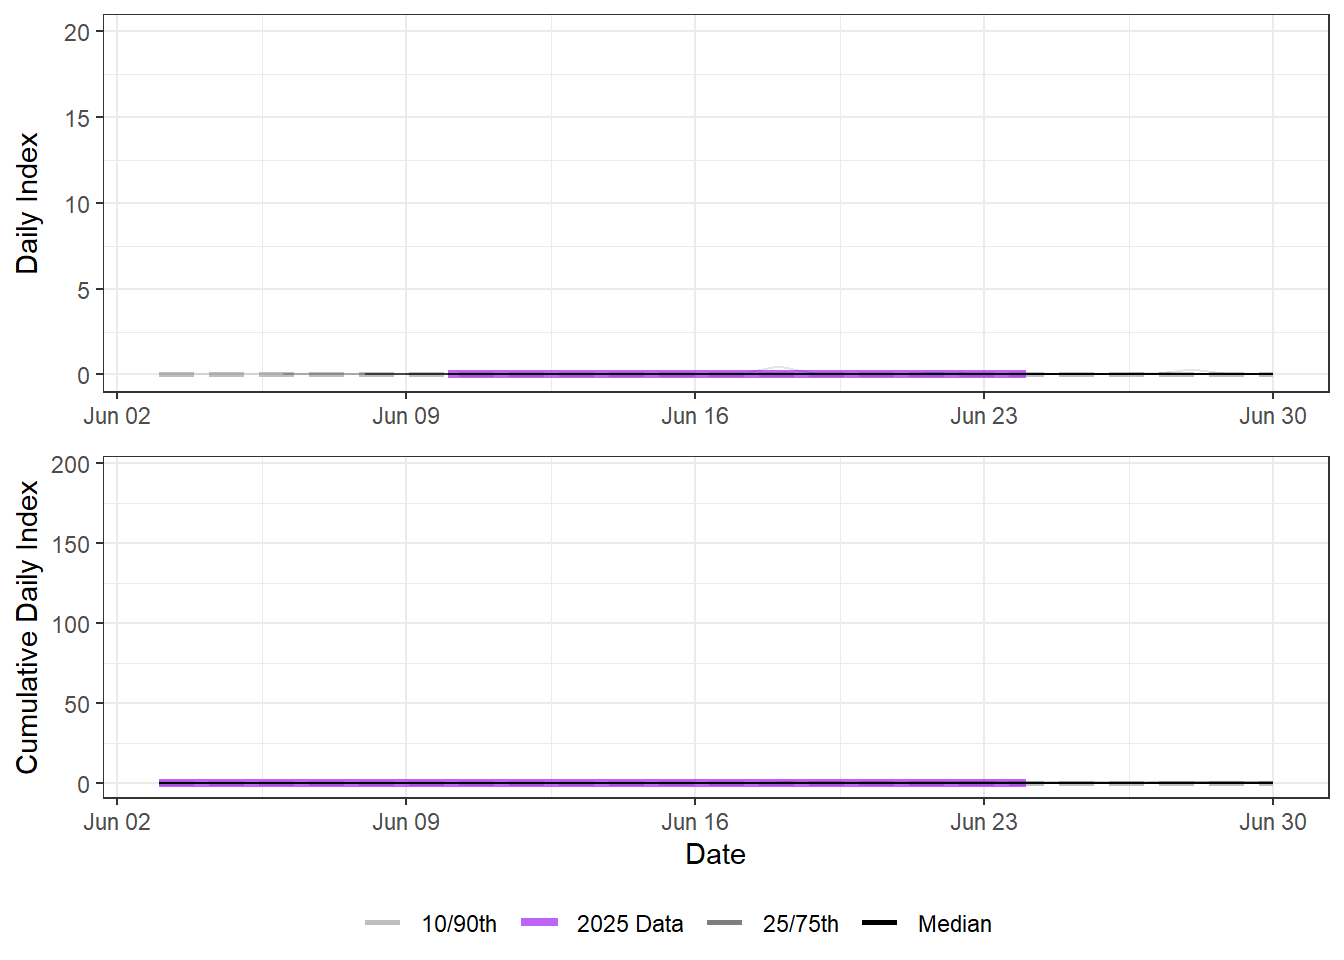 Daily Index
20
15
10
5
0
Jun 02 Jun 09 Jun 16 Jun 23 Jun 30
Cumulative Daily Index
200
150
100
50
0
Jun 02 Jun 09 Jun 16 Jun 23 Jun 30
Date
10/90th 2025 Data 25/75th Median